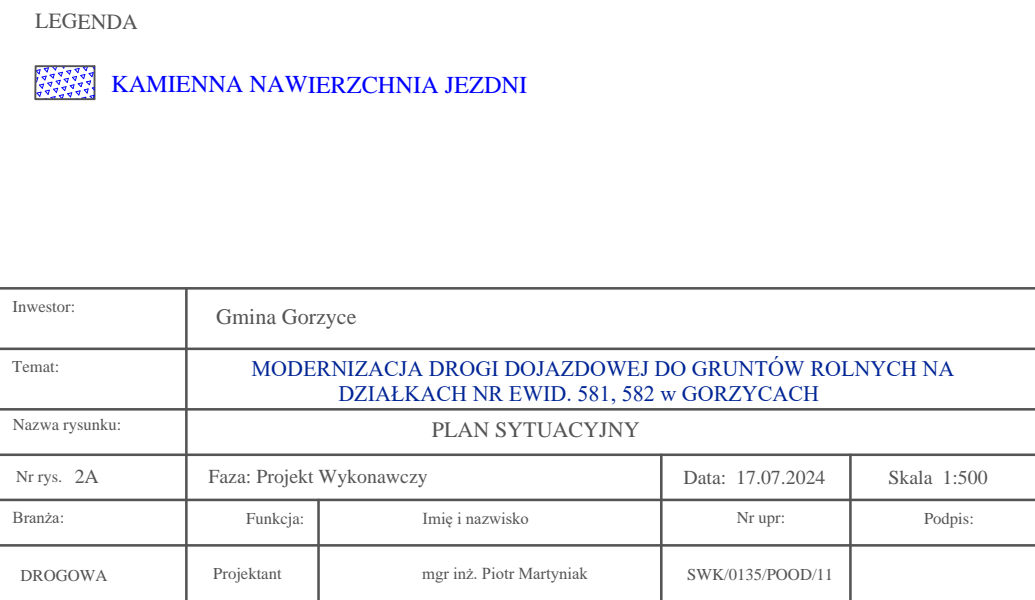 LEGENDA
KAMIENNA NAWIERZCHNIA JEZDNI
Inwestor: Gmina Gorzyce
Temat: MODERNIZACJA DROGI DOJAZDOWEJ DO GRUNTÓW ROLNYCH NA
DZIAŁKACH NR EWID. 581, 582 w GORZYCACH
Nazwa rysunku: PLAN SYTUACYJNY
Nr rys. 2A Faza: Projekt Wykonawczy Data: 17.07.2024 Skala 1:500
Branża: Funkcja: Imię i nazwisko Nr upr: Podpis:
DROGOWA Projektant mgr inż. Piotr Martyniak SWK/0135/POOD/11